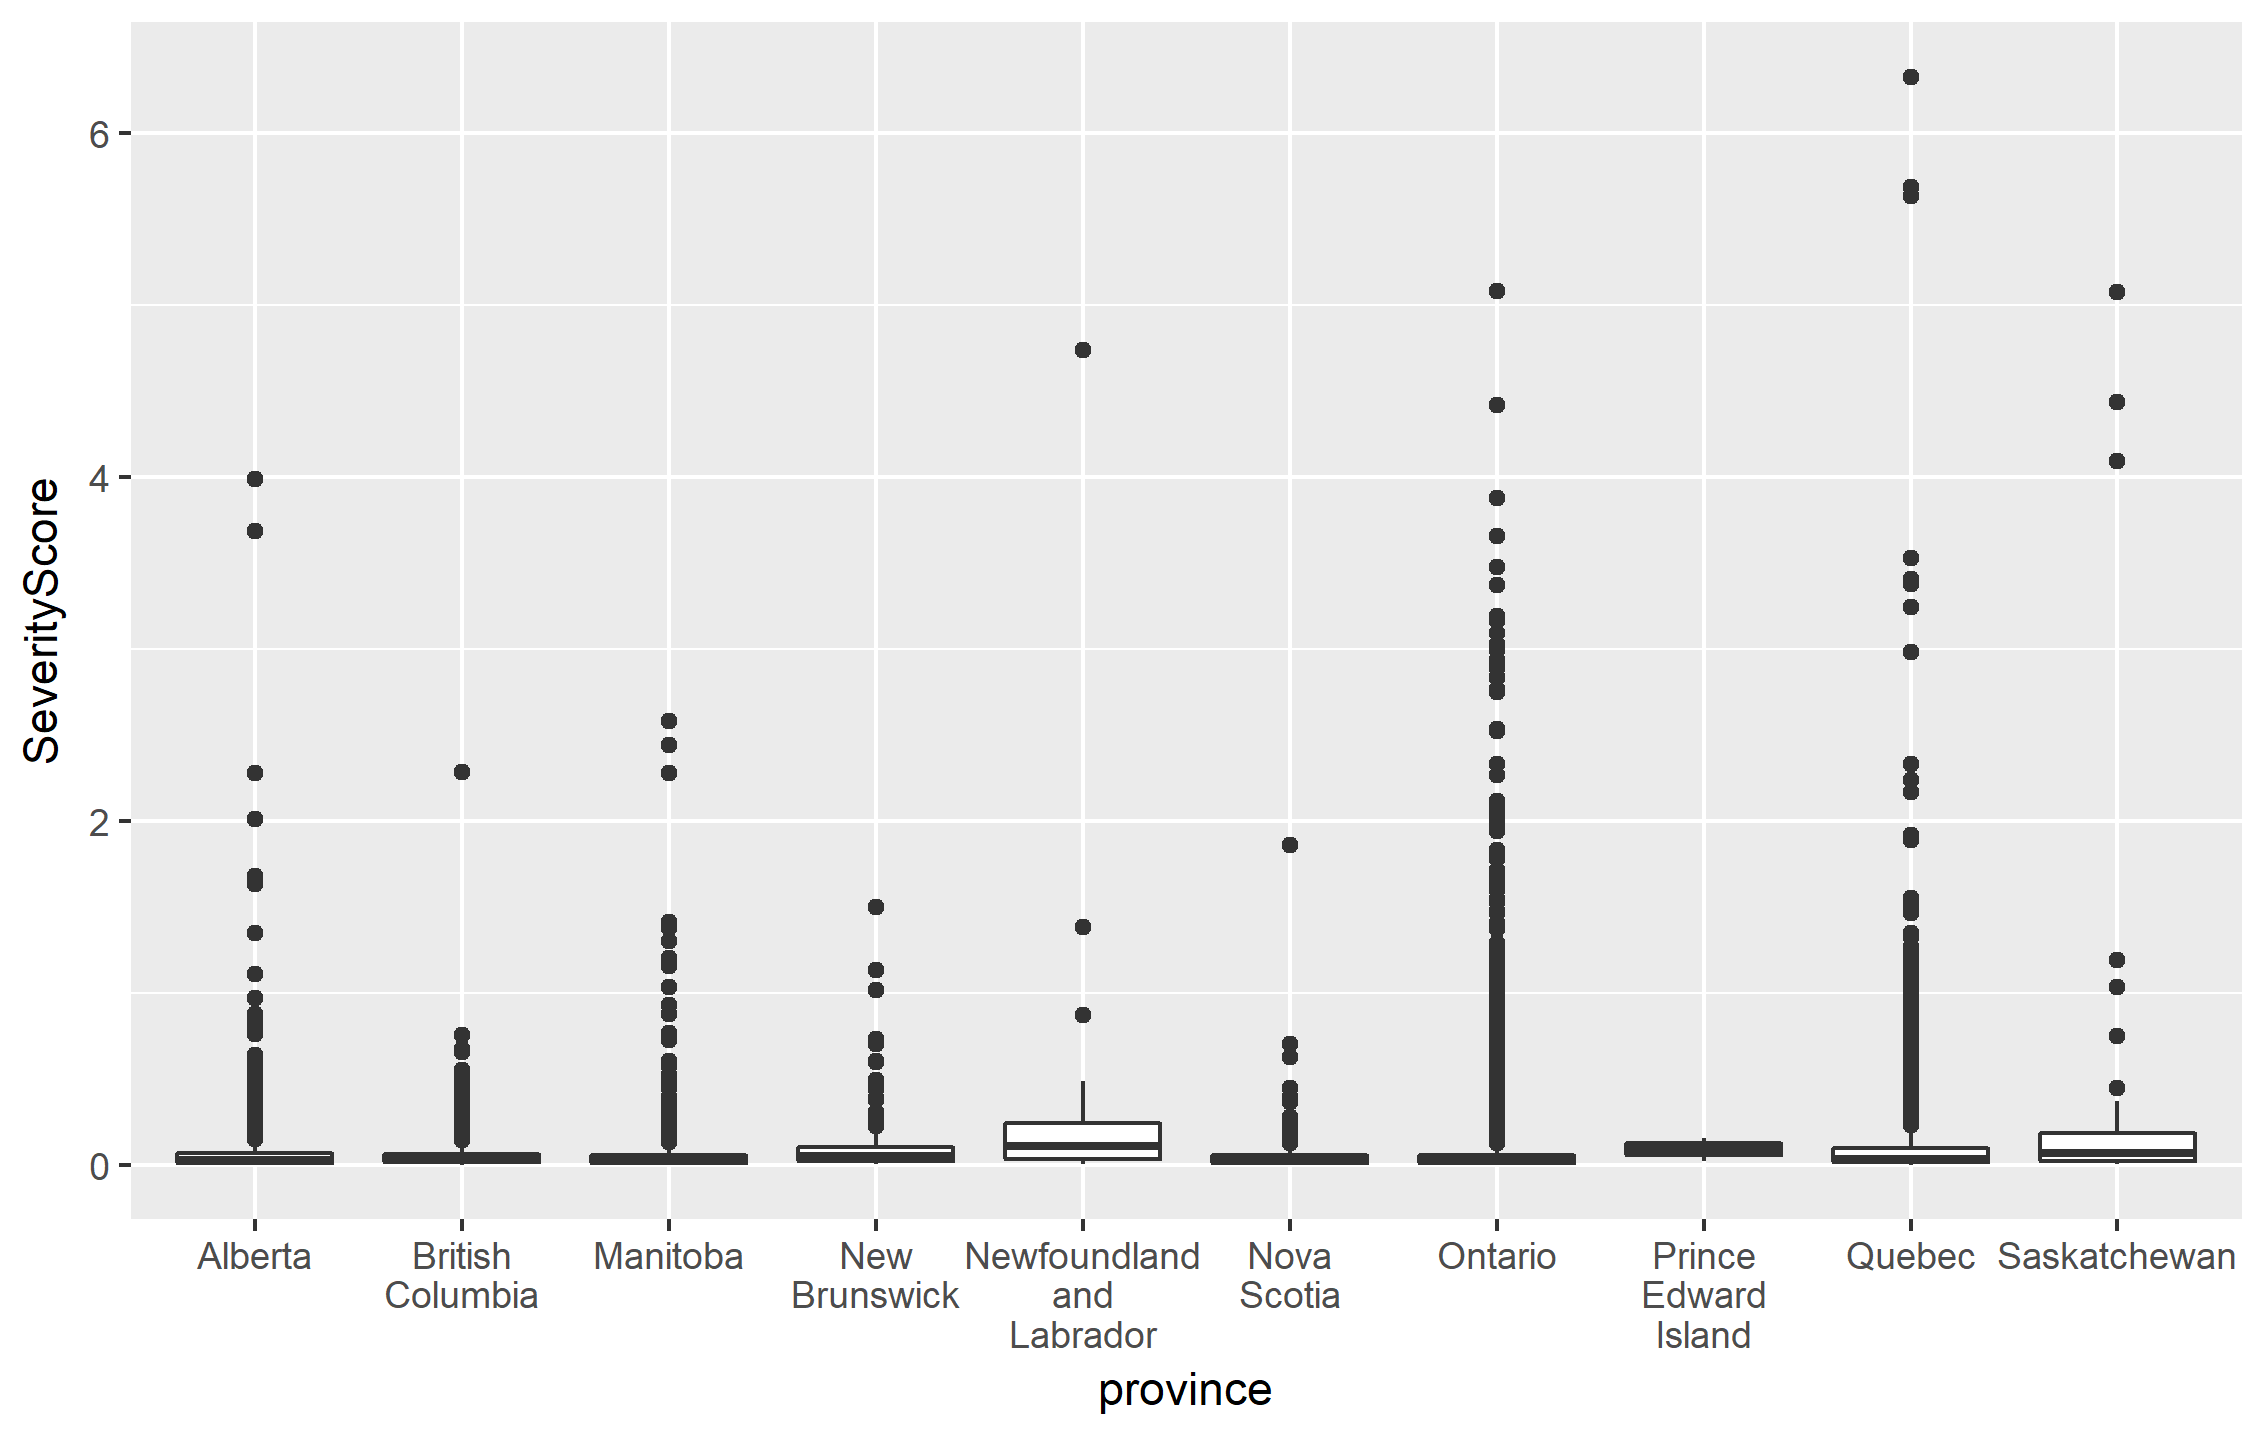 SeverityScore
6
4
2
0
Alberta
British
Columbia
Manitoba
New
Brunswick
Newfoundland
and
Labrador
Nova
Scotia
Ontario
Prince
Edward
Island
Quebec
Saskatchewan
province